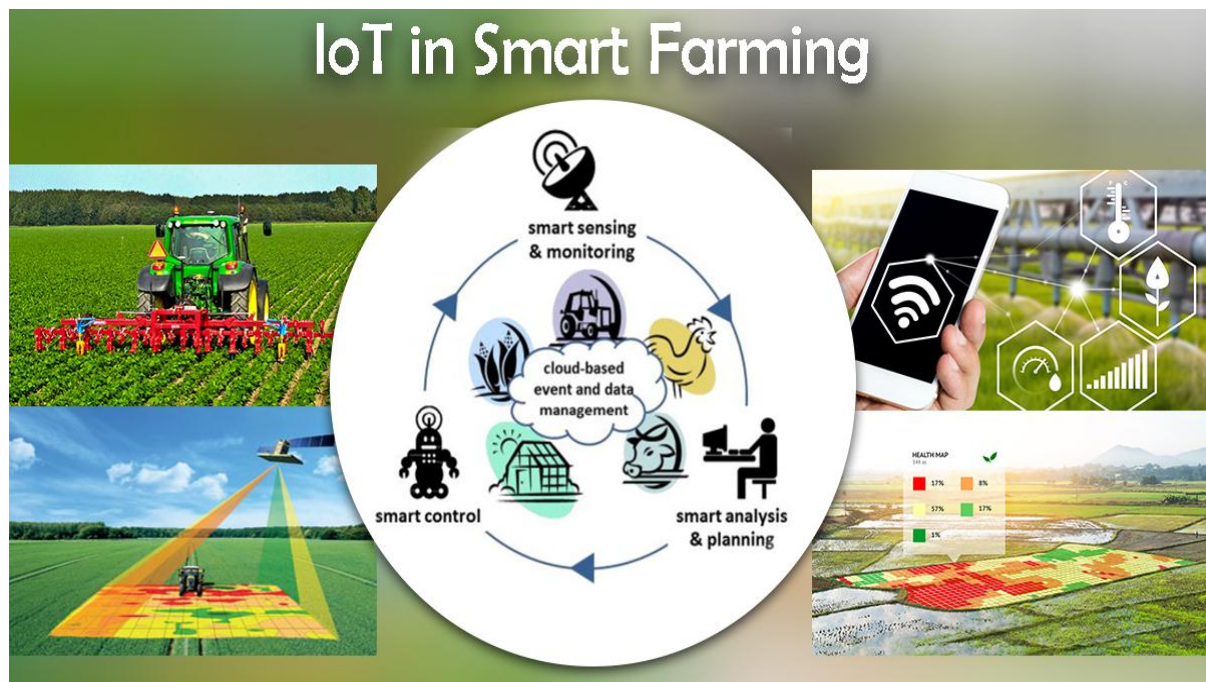 IoT in Smart Farming
smart sensing
& monitoring
cloud-based
event and data
management
smart control
smart analysis
& planning
HEALTH MAP
17%
8%
57%
17%
1%